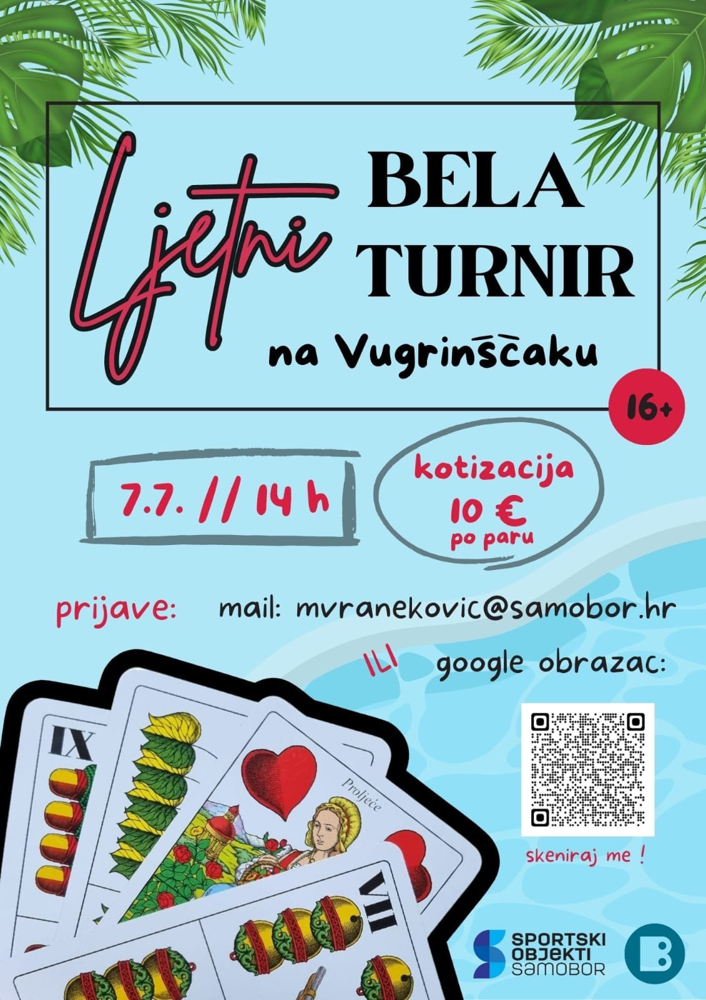 Ljetni
BELA
TURNIR
na Vugrinščaku
16+
7.7. // 14 h
kotizacija
10 €
po paru
prijave: mail: mvranekovic@samobor.hr
ILI google obrazac:
IX
Proljeće
VII
skeniraj me !
SPORTSKI
OBJEKTI
SAMOBOR
B